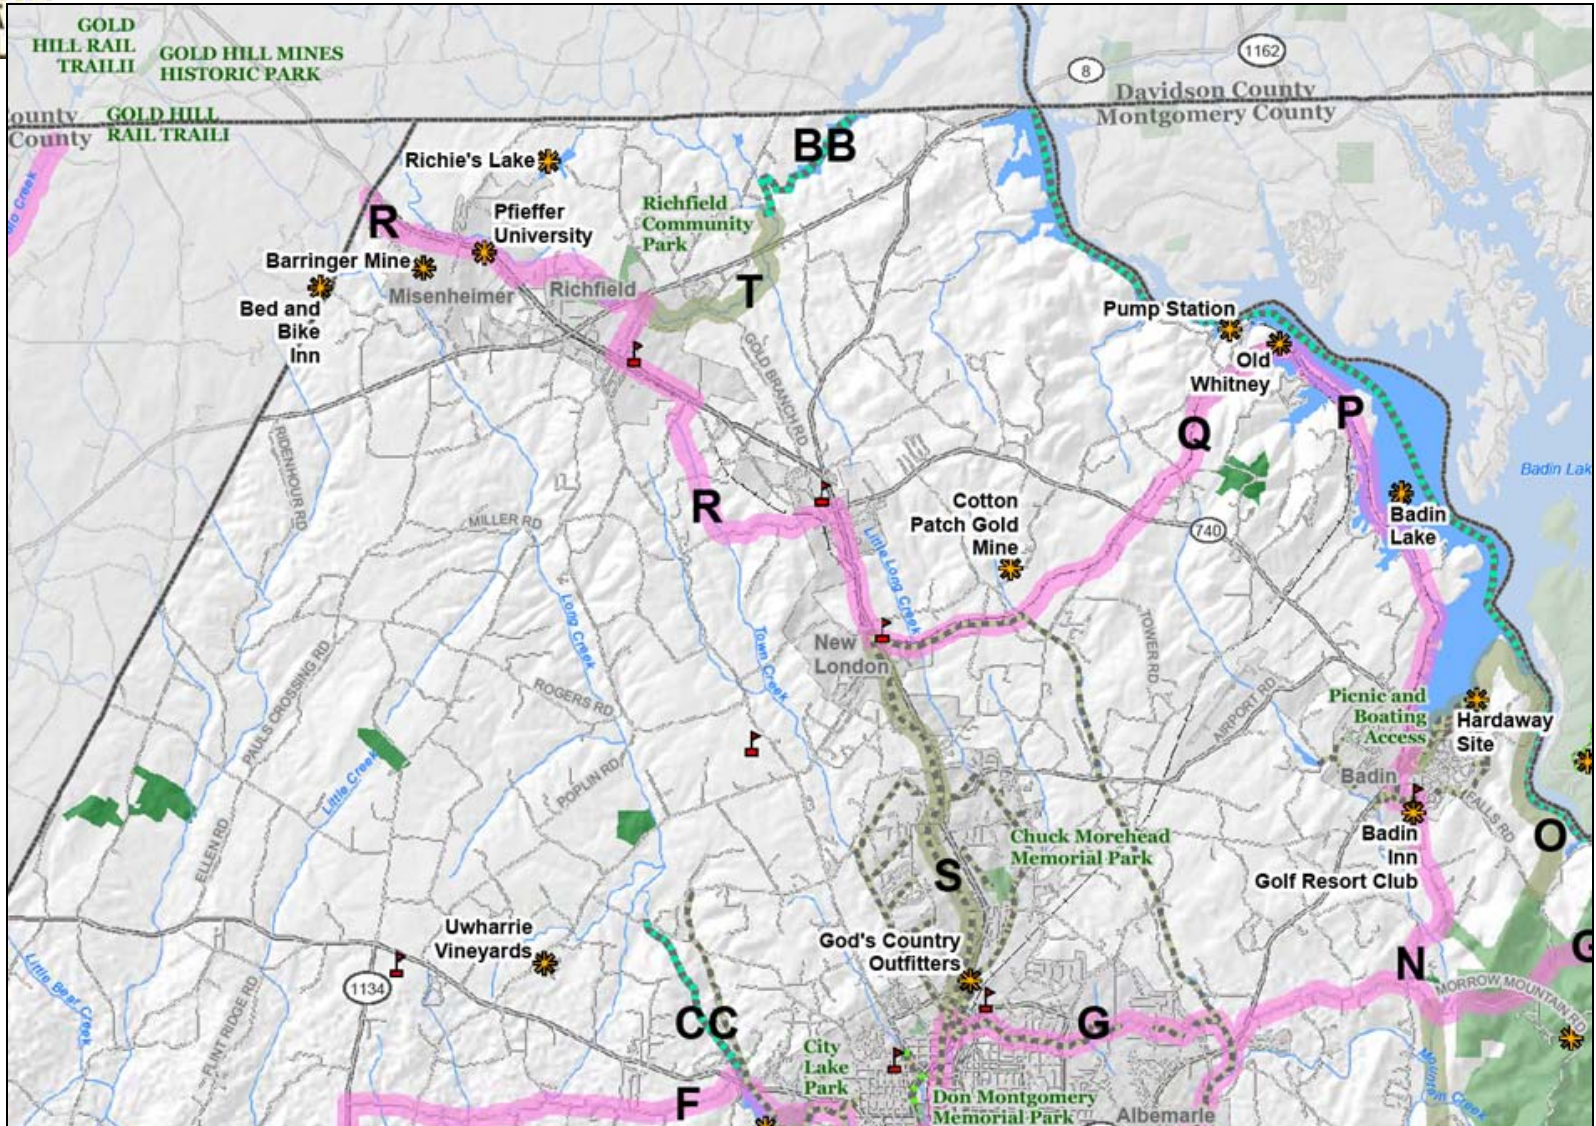 GOLD
HILL RAIL
TRAILII
GOLD HILL MINES
HISTORIC PARK
1162
8
Davidson County
Montgomery County
ounty
County
GOLD HILL
RAIL TRAILI
BB
Richie's Lake
R
Pfieffer
University
Richfield
Community
Park
Barringer Mine
Misenheimer
Richfield
T
Bed and
Bike
Inn
Pump Station
Old
Whitney
GOLD BRANCH RD
P
Q
RIDENHOUR RD
Badin Lak
MILLER RD
R
Cotton
Patch Gold
Mine
740
Badin
Lake
Little Long Creek
Long Creek
Town Creek
New
London
TOWER RD
PAULS CROSSING RD
ROGERS RD
AIRPORT RD
Picnic and
Boating
Access
Hardaway
Site
Little Creek
POPLIN RD
Badin
FALLS RD
ELLEN RD
Chuck Morehead
Memorial Park
Badin
Inn
Golf Resort Club
O
S
Uwharrie
Vineyards
God's Country
Outfitters
Little Bear Creek
1134
N
G
MORROW MOUNTAIN RD
FLINT RIDGE RD
CC
G
City
Lake
Park
F
Don Montgomery
Memorial Park
Albemarle